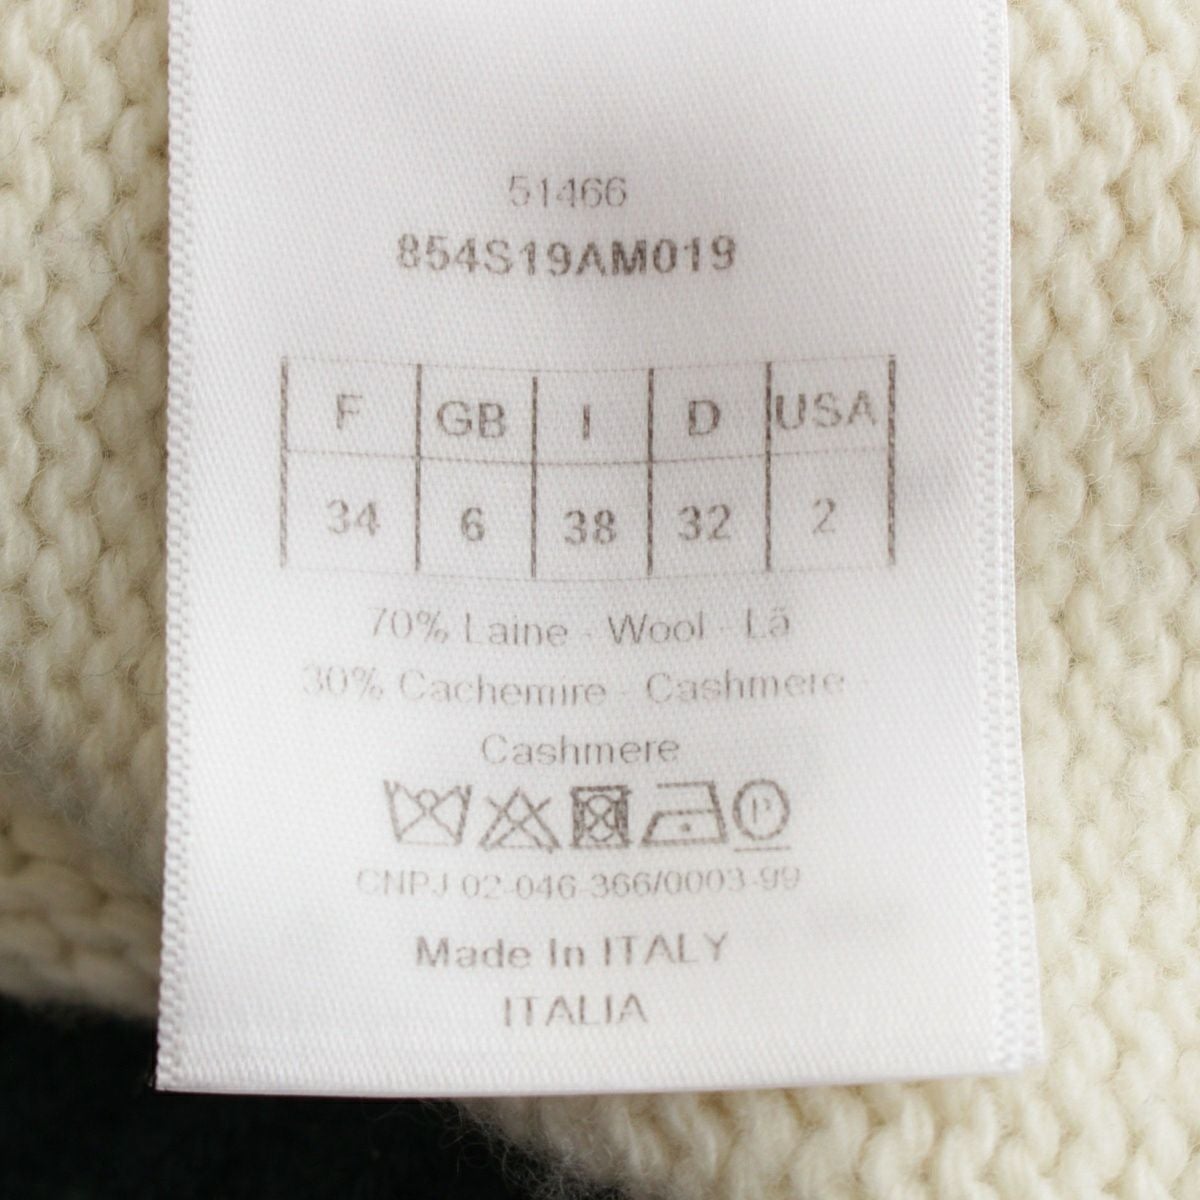 51466
854S19AM019
F GB I D USA
34 6 38 32 2
70% Laine - Wool - Lã
30% Cachemire - Cashmere -
Cashmere
P
CNPJ 02-046-366/0003-99
Made In ITALY
ITALIA